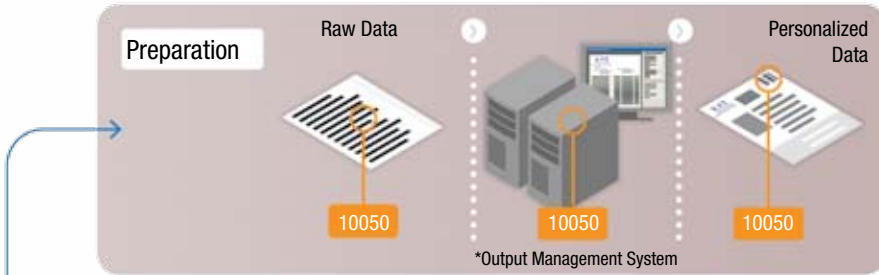 Preparation
Raw Data
Personalized
Data
10050
10050
10050
*Output Management System